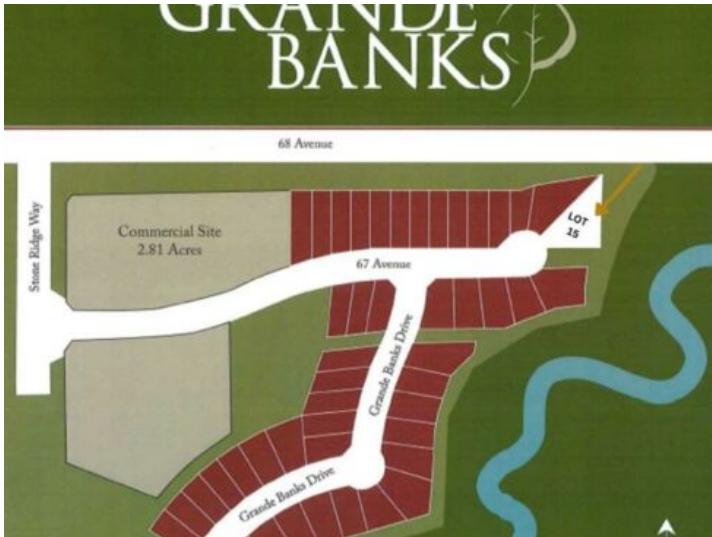 GRANDE
BANKS
68 Avenue
Stone Ridge Way
Commercial Site
2.81 Acres
67 Avenue
LOT
15
Grande Banks Drive
Grande Banks Drive